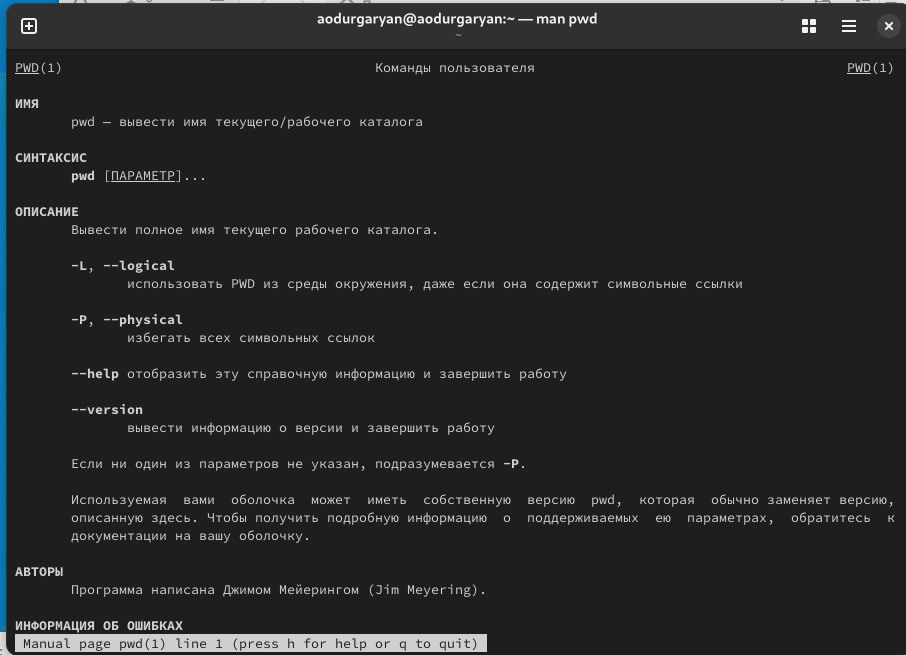 aodurgaryan@aodurgaryan:~ — man pwd
~
PWD(1) Команды пользователя PWD(1)
ИМЯ
pwd — вывести имя текущего/рабочего каталога
СИНТАКСИС
pwd [ПАРАМЕТР]...
ОПИСАНИЕ
Вывести полное имя текущего рабочего каталога.
-L, --logical
использовать PWD из среды окружения, даже если она содержит символьные ссылки
-P, --physical
избегать всех символьных ссылок
--help отобразить эту справочную информацию и завершить работу
--version
вывести информацию о версии и завершить работу
Если ни один из параметров не указан, подразумевается -P.
Используемая вами оболочка может иметь собственную версию pwd, которая обычно заменяет версию,
описанную здесь. Чтобы получить подробную информацию о поддерживаемых ею параметрах, обратитесь к
документации на вашу оболочку.
АВТОРЫ
Программа написана Джимом Мейерингом (Jim Meyering).
ИНФОРМАЦИЯ ОБ ОШИБКАХ
Manual page pwd(1) line 1 (press h for help or q to quit)